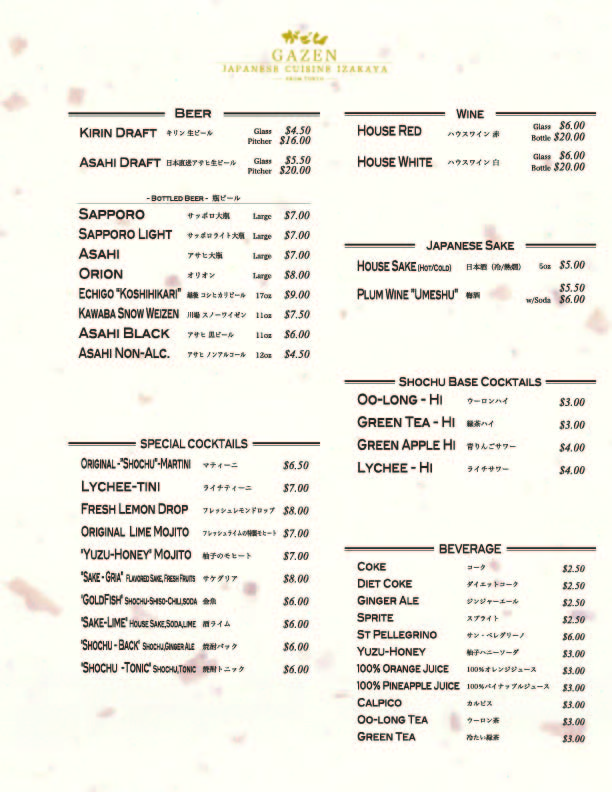 がぜん
GAZEN
JAPANESE CUISINE IZAKAYA
FROM TOKYO
BEER
KIRIN DRAFT キリン 生ビール Glass $4.50
Pitcher $16.00
ASAHI DRAFT 日本直送アサヒ生ビール Glass $5.50
Pitcher $20.00
- BOTTLED BEER - 瓶ビール
SAPPORO サッポロ大瓶 Large $7.00
SAPPORO LIGHT サッポロライト大瓶 Large $7.00
ASAHI アサヒ大瓶 Large $7.00
ORION オリオン Large $8.00
ECHIGO "KOSHIHIKARI" 越後 コシヒカリビール 17oz $9.00
KAWABA SNOW WEIZEN 川場 スノーワイゼン 11oz $7.50
ASAHI BLACK アサヒ 黒ビール 11oz $6.00
ASAHI NON-ALC. アサヒ ノンアルコール 12oz $4.50
SPECIAL COCKTAILS
ORIGINAL -"SHOCHU"-MARTINI マティーニ $6.50
LYCHEE-TINI ライチティーニ $7.00
FRESH LEMON DROP フレッシュレモンドロップ $8.00
ORIGINAL LIME MOJITO フレッシュライムの特製モヒート $7.00
"YUZU-HONEY" MOJITO 柚子のモヒート $7.00
"SAKE - GRIA" FLAVORED SAKE, FRESH FRUITS サケグリア $8.00
"GOLDFISH" SHOCHU-SHISO-CHILI,SODA 金魚 $6.00
"SAKE-LIME" HOUSE SAKE,SODA,LIME 酒ライム $6.00
"SHOCHU - BACK" SHOCHU,GINGER ALE 焼酎バック $6.00
"SHOCHU -TONIC" SHOCHU,TONIC 焼酎トニック $6.00
WINE
HOUSE RED ハウスワイン 赤 Glass $6.00
Bottle $20.00
HOUSE WHITE ハウスワイン 白 Glass $6.00
Bottle $20.00
JAPANESE SAKE
HOUSE SAKE (HOT/COLD) 日本酒 (冷/熱燗) 5oz $5.00
PLUM WINE "UMESHU" 梅酒 $5.50
w/Soda $6.00
SHOCHU BASE COCKTAILS
OO-LONG - HI ウーロンハイ $3.00
GREEN TEA - HI 緑茶ハイ $3.00
GREEN APPLE HI 青りんごサワー $4.00
LYCHEE - HI ライチサワー $4.00
BEVERAGE
COKE コーク $2.50
DIET COKE ダイエットコーク $2.50
GINGER ALE ジンジャーエール $2.50
SPRITE スプライト $2.50
ST PELLEGRINO サン・ペレグリーノ $6.00
YUZU-HONEY 柚子ハニーソーダ $3.00
100% ORANGE JUICE 100%オレンジジュース $3.00
100% PINEAPPLE JUICE 100%パイナップルジュース $3.00
CALPICO カルピス $3.00
OO-LONG TEA ウーロン茶 $3.00
GREEN TEA 冷たい緑茶 $3.00